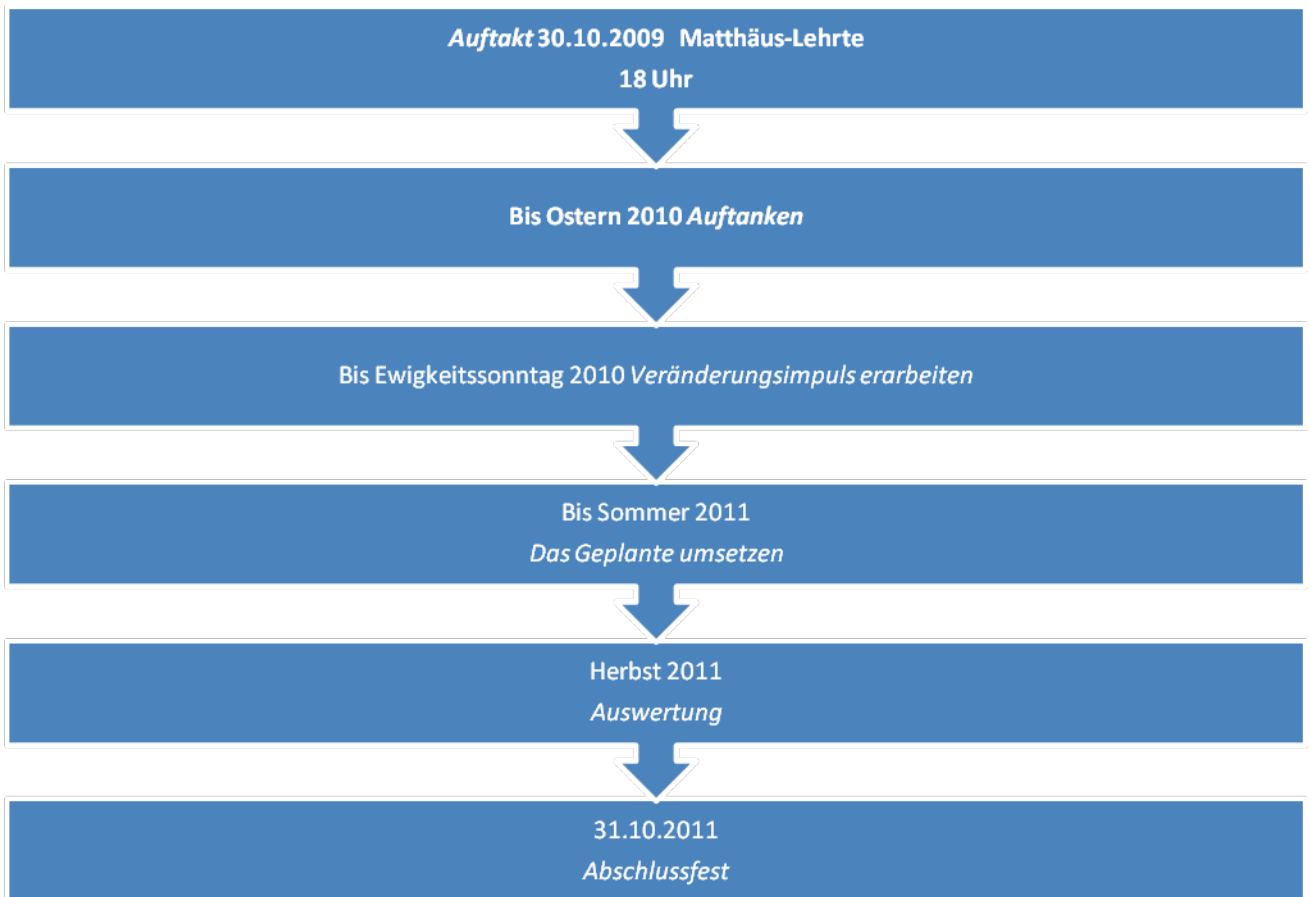 Auftakt 30.10.2009 Matthäus-Lehrte
18 Uhr
Bis Ostern 2010 Auftanken
Bis Ewigkeitssonntag 2010 Veränderungsimpuls erarbeiten
Bis Sommer 2011
Das Geplante umsetzen
Herbst 2011
Auswertung
31.10.2011
Abschlussfest